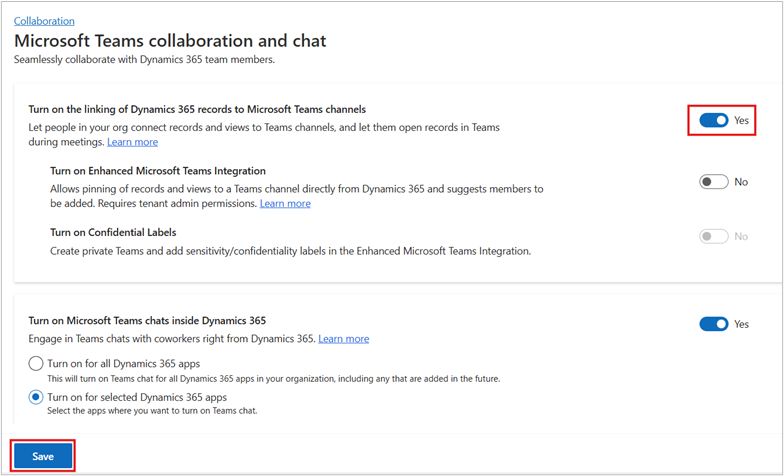 Collaboration
Microsoft Teams collaboration and chat
Seamlessly collaborate with Dynamics 365 team members.
Turn on the linking of Dynamics 365 records to Microsoft Teams channels
Yes
Let people in your org connect records and views to Teams channels, and let them open records in Teams
during meetings. Learn more
Turn on Enhanced Microsoft Teams Integration
No
Allows pinning of records and views to a Teams channel directly from Dynamics 365 and suggests members to
be added. Requires tenant admin permissions. Learn more
Turn on Confidential Labels
No
Create private Teams and add sensitivity/confidentiality labels in the Enhanced Microsoft Teams Integration.
Turn on Microsoft Teams chats inside Dynamics 365
Yes
Engage in Teams chats with coworkers right from Dynamics 365. Learn more
Turn on for all Dynamics 365 apps
This will turn on Teams chat for all Dynamics 365 apps in your organization, including any that are added in the future.
Turn on for selected Dynamics 365 apps
Select the apps where you want to turn on Teams chat.
Save